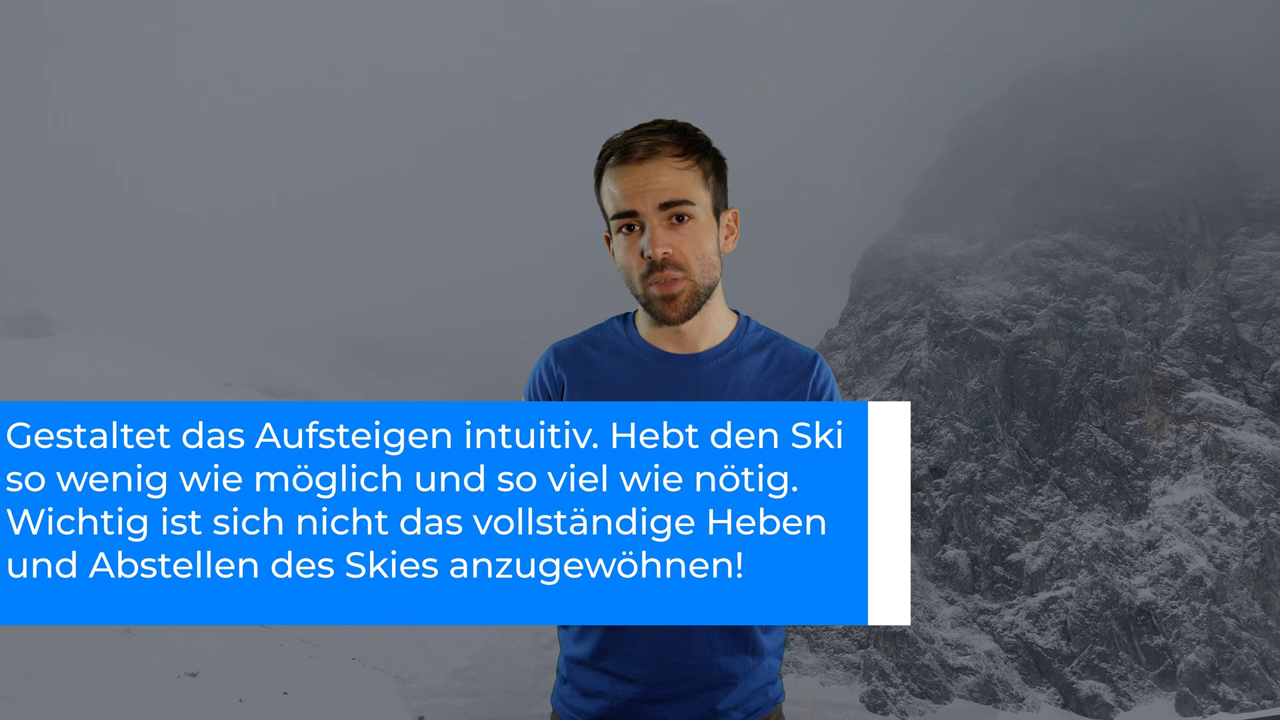 Gestaltet das Aufsteigen intuitiv. Hebt den Ski
so wenig wie möglich und so viel wie nötig.
Wichtig ist sich nicht das vollständige Heben
und Abstellen des Skies anzugewöhnen!